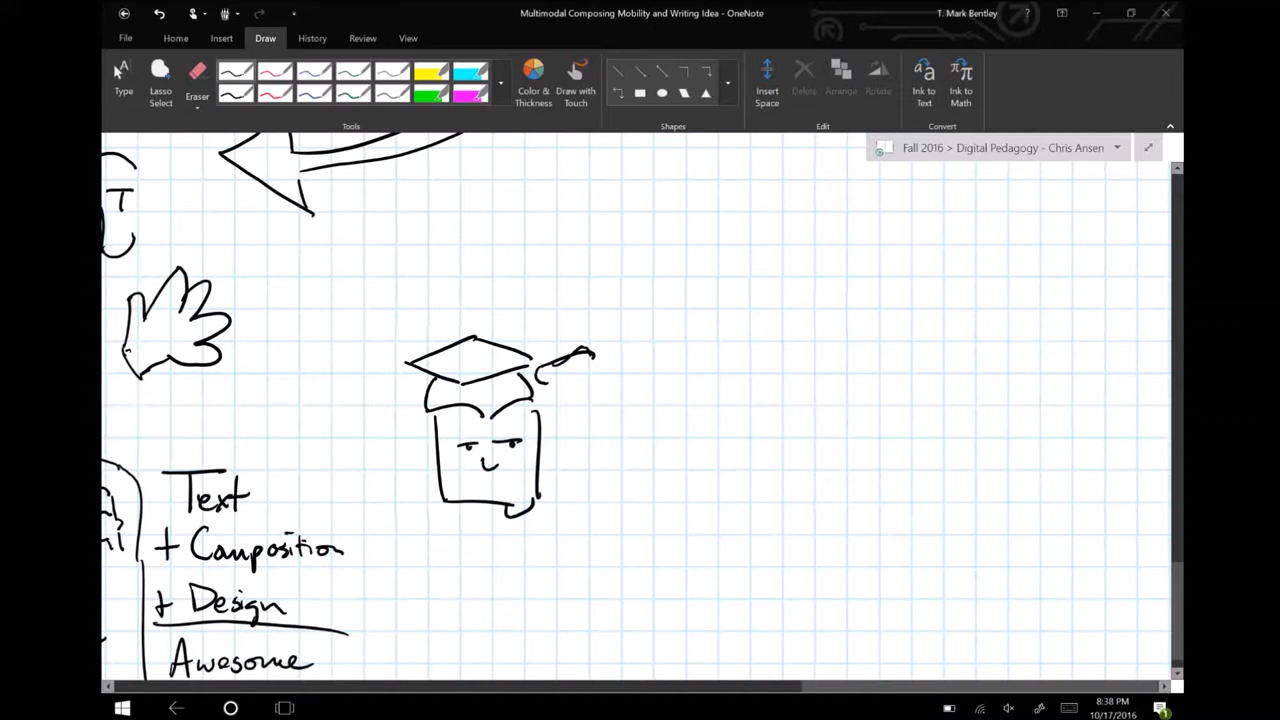 Multimodal Composing Mobility and Writing Idea - OneNote
T. Mark Bentley
?
File Home Insert Draw History Review View
Type
Lasso Select
Eraser
Color & Thickness
Draw with Touch
Insert Space
Delete
Arrange
Rotate
Ink to Text
Ink to Math
Tools Shapes Edit Convert
Fall 2016 > Digital Pedagogy - Chris Ansen
T
Text
+ Composition
+ Design
Awesome
8:38 PM
10/17/2016
1